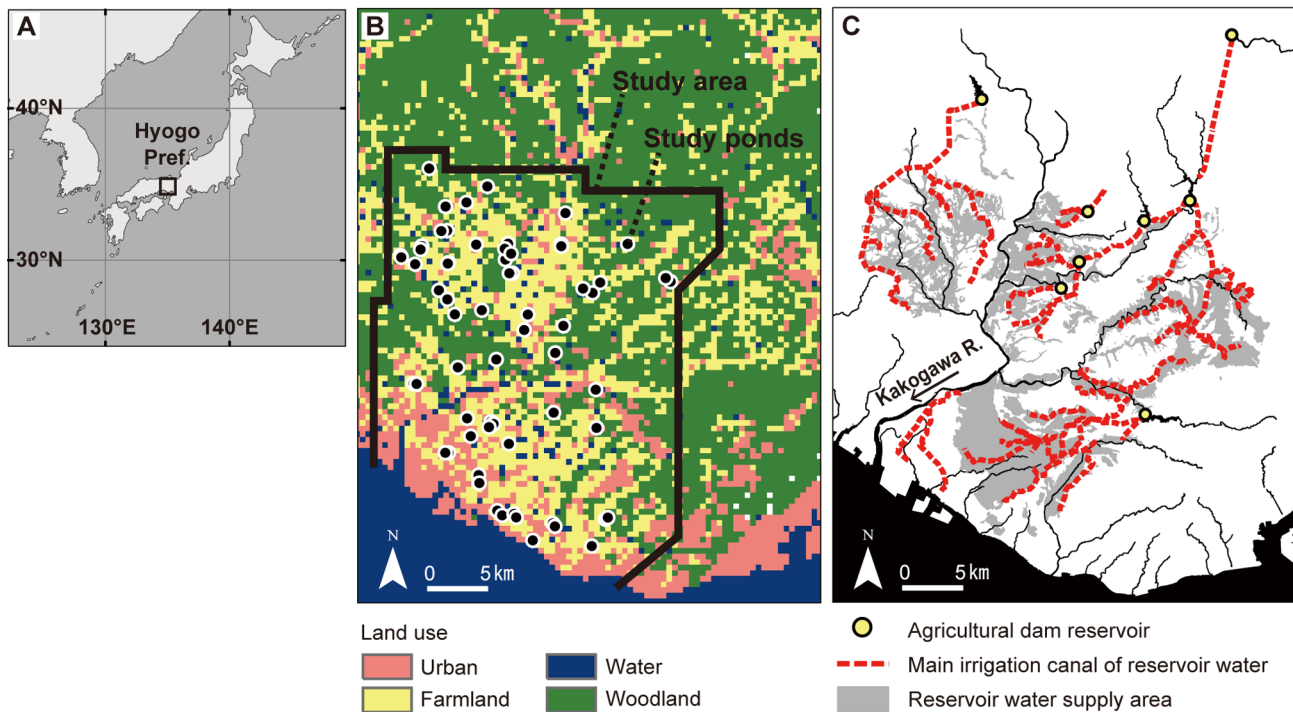 A
40°N
Hyogo
Pref.
30°N
130°E
140°E
B
Study area
Study ponds
N
0 5 km
Land use
Urban
Water
Farmland
Woodland
C
Kakogawa R.
N
0 5 km
Agricultural dam reservoir
Main irrigation canal of reservoir water
Reservoir water supply area